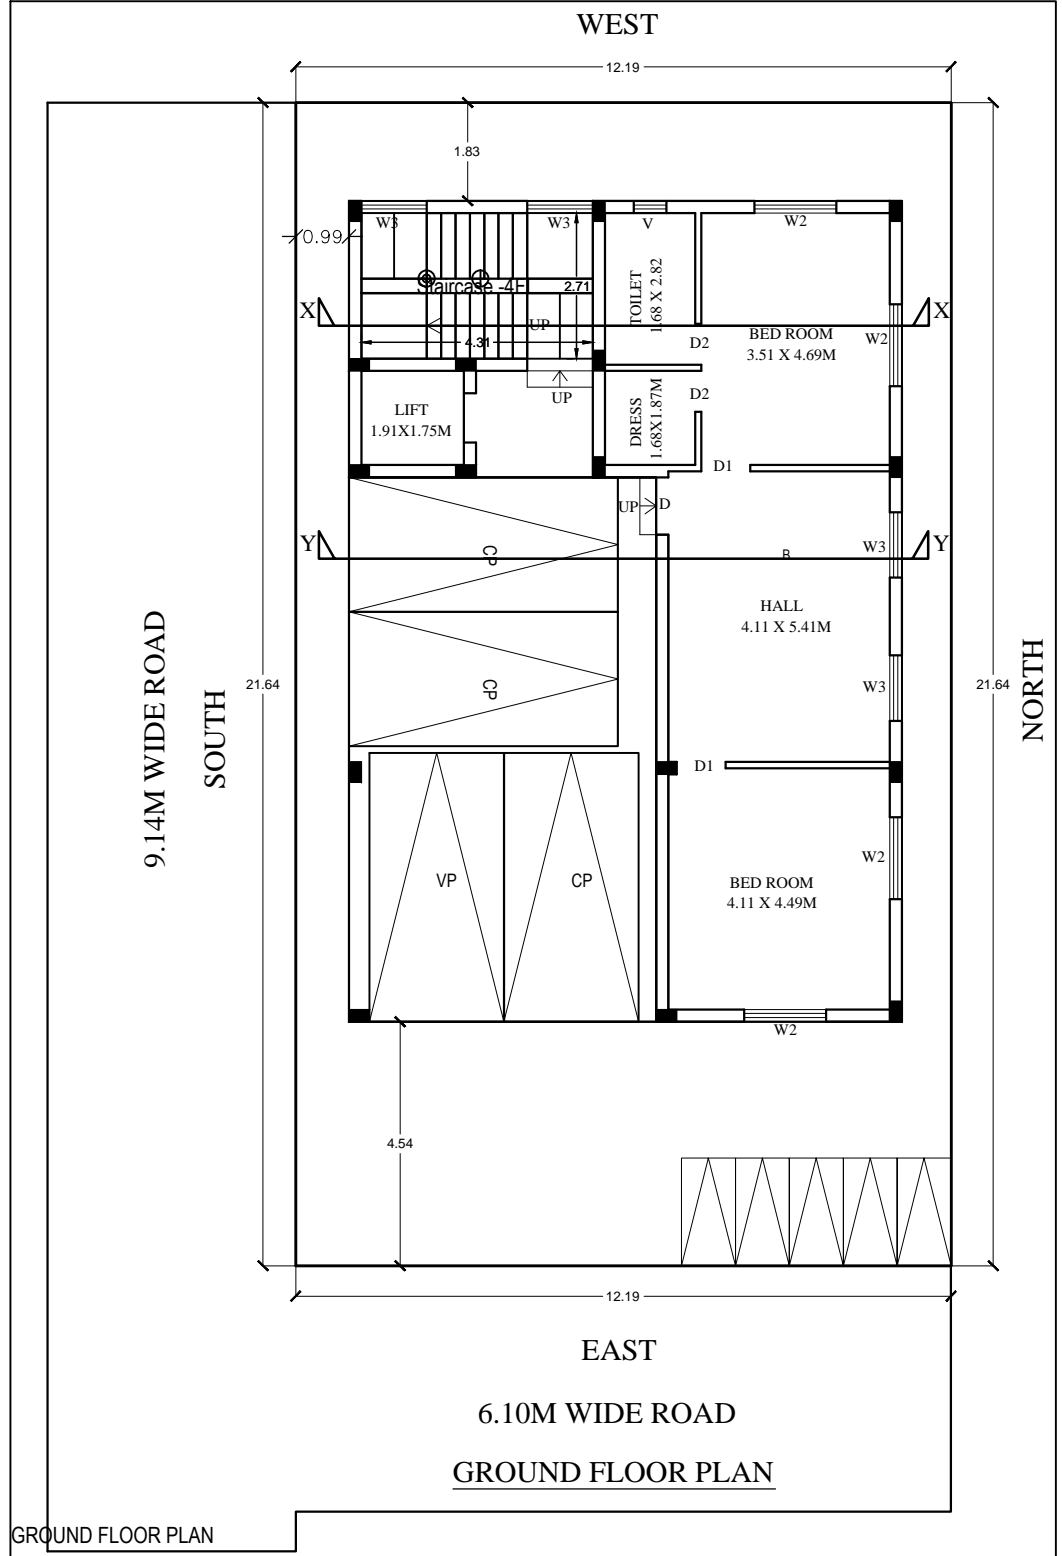 WEST
12.19
1.83
W3
W3
V
W2
0.99
Staircase -4F
2.71
TOILET
1.68 X 2.82
X
X
UP
4.31
D2
BED ROOM
3.51 X 4.69M
W2
UP
D2
LIFT
1.91X1.75M
DRESS
1.68X1.87M
D1
UP
D
Y
Y
CP
B
W3
HALL
4.11 X 5.41M
9.14M WIDE ROAD
SOUTH
21.64
CP
W3
21.64
NORTH
D1
VP
CP
W2
BED ROOM
4.11 X 4.49M
W2
4.54
12.19
EAST
6.10M WIDE ROAD
GROUND FLOOR PLAN
GROUND FLOOR PLAN